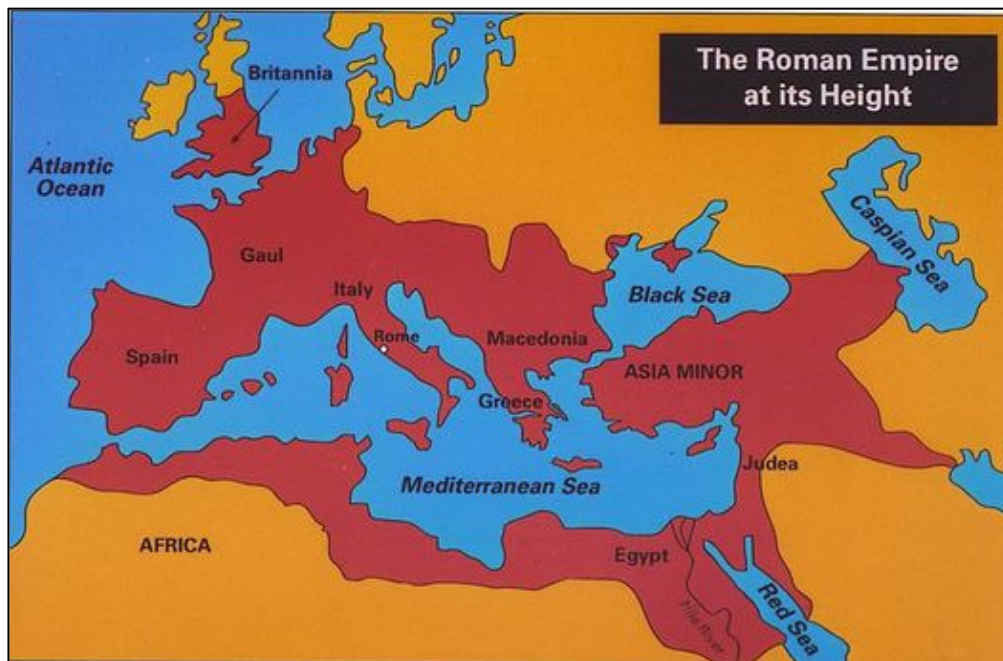 The Roman Empire
at its Height
Britannia
Atlantic
Ocean
Caspian Sea
Gaul
Italy
Black Sea
Rome
Macedonia
Spain
ASIA MINOR
Greece
Judea
Mediterranean Sea
AFRICA
Egypt
Nile River
Red Sea